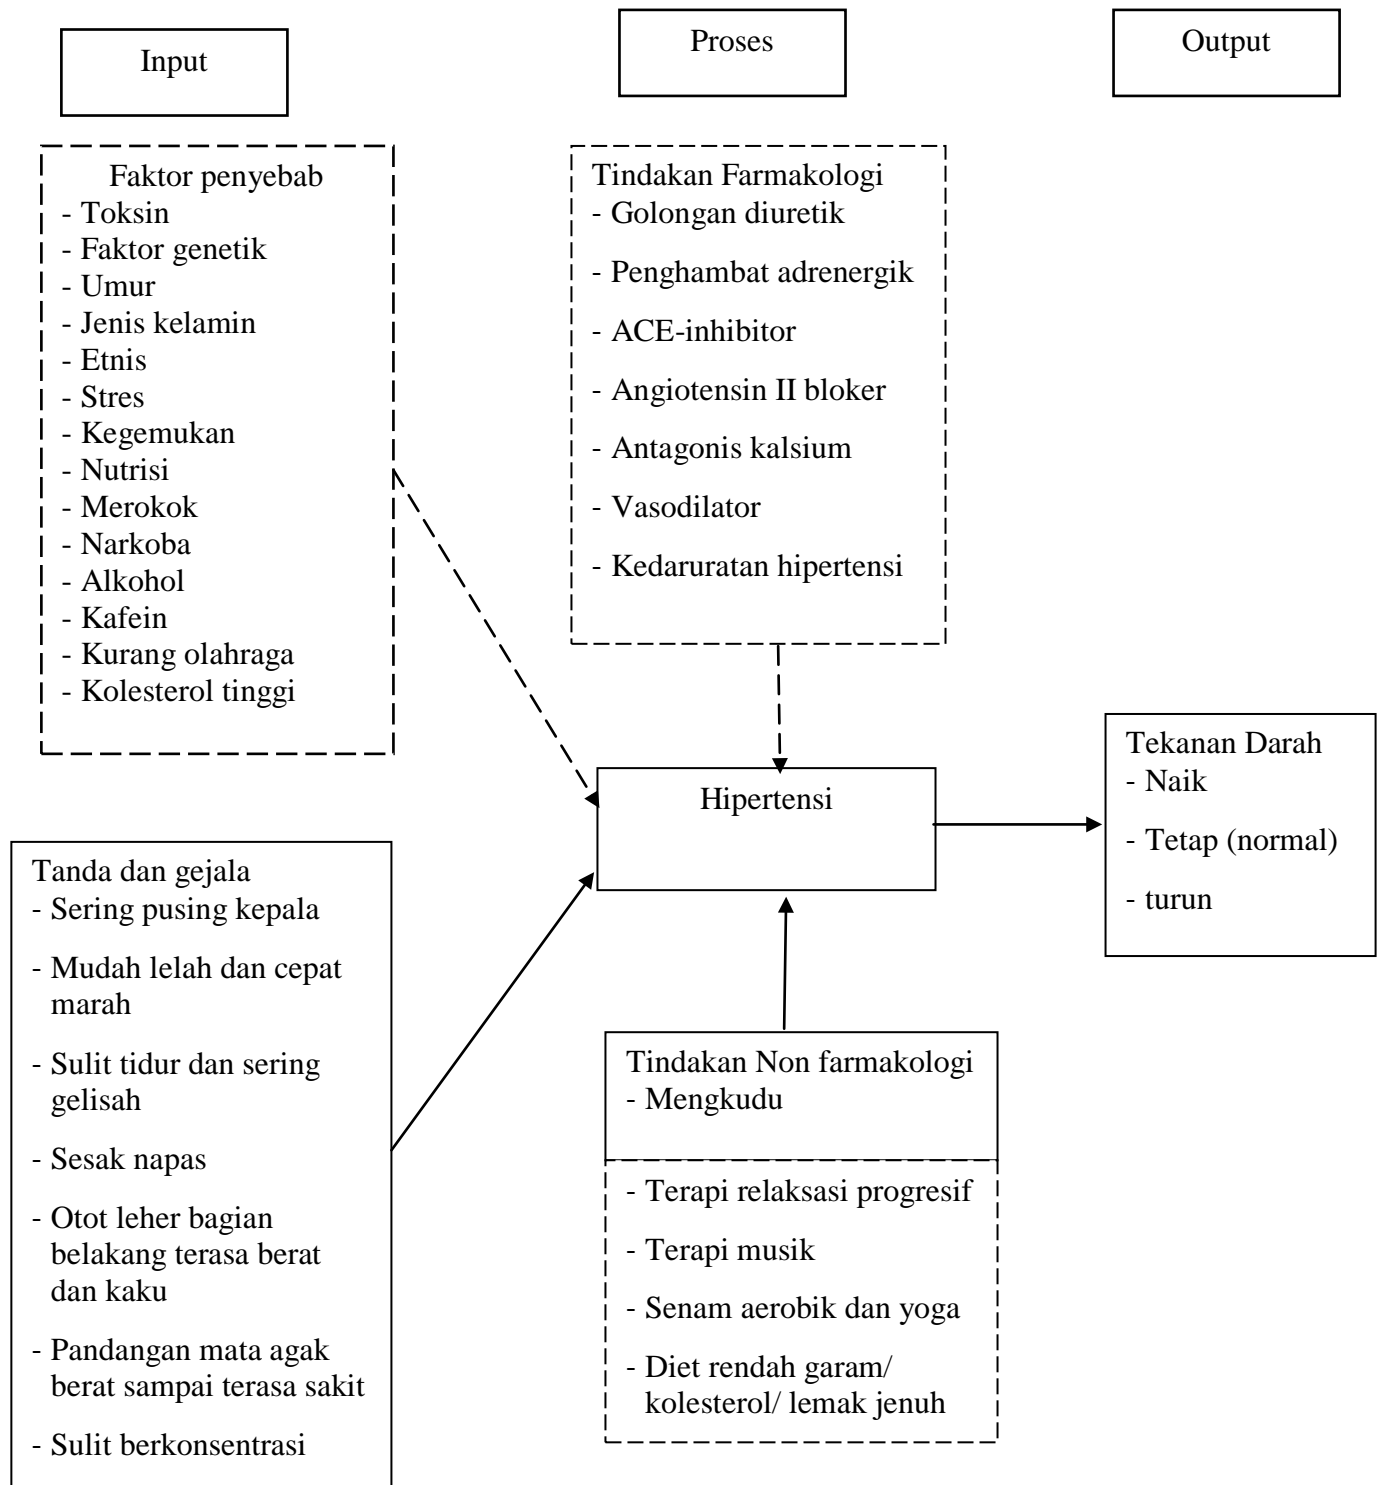 Input
Proses
Output
Faktor penyebab
- Toksin
- Faktor genetik
- Umur
- Jenis kelamin
- Etnis
- Stres
- Kegemukan
- Nutrisi
- Merokok
- Narkoba
- Alkohol
- Kafein
- Kurang olahraga
- Kolesterol tinggi
Tindakan Farmakologi
- Golongan diuretik
- Penghambat adrenergik
- ACE-inhibitor
- Angiotensin II bloker
- Antagonis kalsium
- Vasodilator
- Kedaruratan hipertensi
Hipertensi
Tekanan Darah
- Naik
- Tetap (normal)
- turun
Tanda dan gejala
- Sering pusing kepala
- Mudah lelah dan cepat
marah
- Sulit tidur dan sering
gelisah
- Sesak napas
- Otot leher bagian
belakang terasa berat
dan kaku
- Pandangan mata agak
berat sampai terasa sakit
- Sulit berkonsentrasi
Tindakan Non farmakologi
- Mengkudu
- Terapi relaksasi progresif
- Terapi musik
- Senam aerobik dan yoga
- Diet rendah garam/
kolesterol/ lemak jenuh